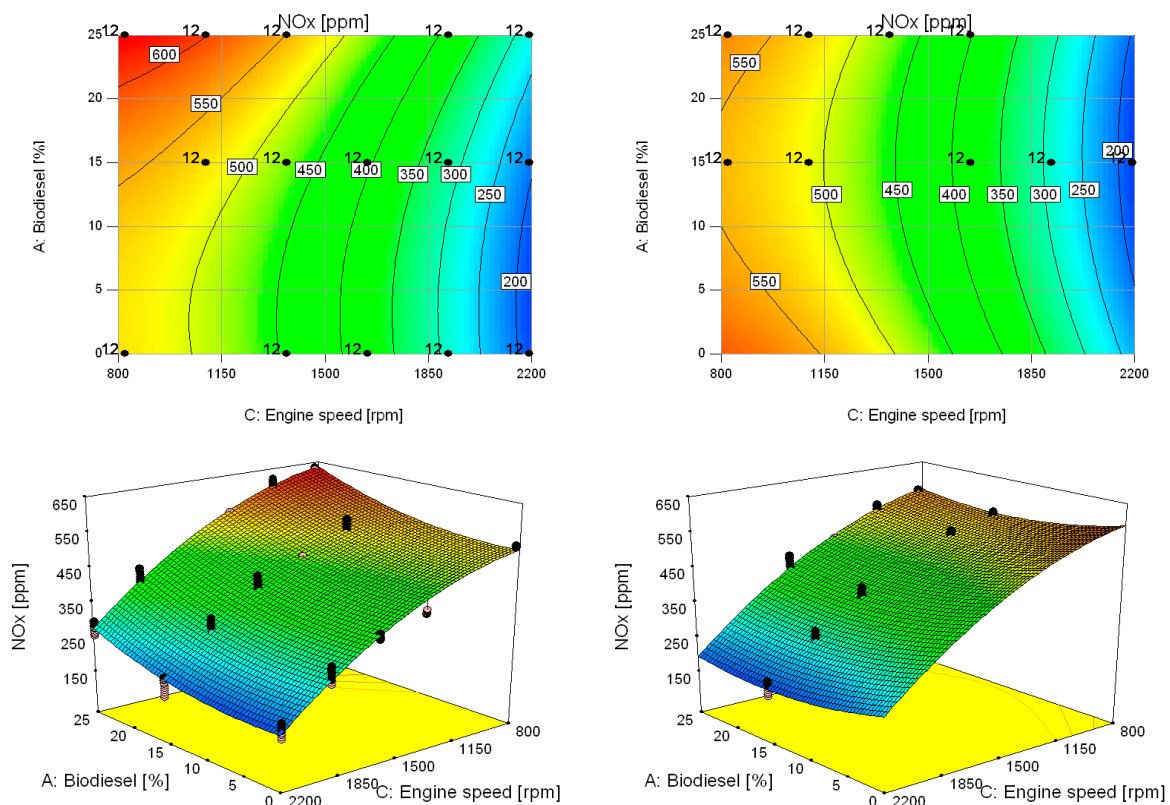 NOx [ppm]
12 12 12 12 12
25
600
20
550
A: Biodiesel [%]
15
12 12 12 12 12
500 450 400 350 300
250
10
5
200
0
12 12 12 12 12
800 1150 1500 1850 2200
C: Engine speed [rpm]
NOx [ppm]
12 12 12 12
25
550
20
A: Biodiesel [%]
15
12 12 12 12 12
200
500 450 400 350 300 250
10
5
550
0
800 1150 1500 1850 2200
C: Engine speed [rpm]
650
550
450
350
250
150
NOx [ppm]
25
20
15
10
5
0
A: Biodiesel [%]
800
1150
1500
1850
2200
C: Engine speed [rpm]
650
550
450
350
250
150
NOx [ppm]
25
20
15
10
5
0
A: Biodiesel [%]
800
1150
1500
1850
2200
C: Engine speed [rpm]